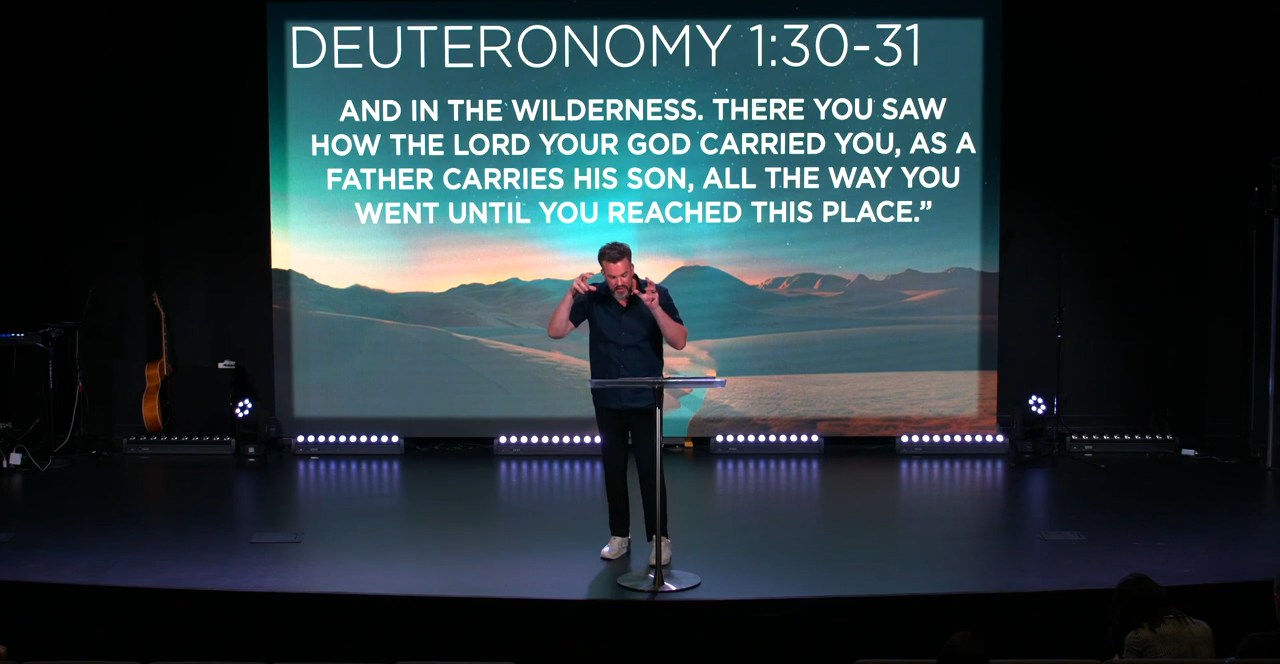 DEUTERONOMY 1:30-31
AND IN THE WILDERNESS. THERE YOU SAW
HOW THE LORD YOUR GOD CARRIED YOU, AS A
FATHER CARRIES HIS SON, ALL THE WAY YOU
WENT UNTIL YOU REACHED THIS PLACE.”